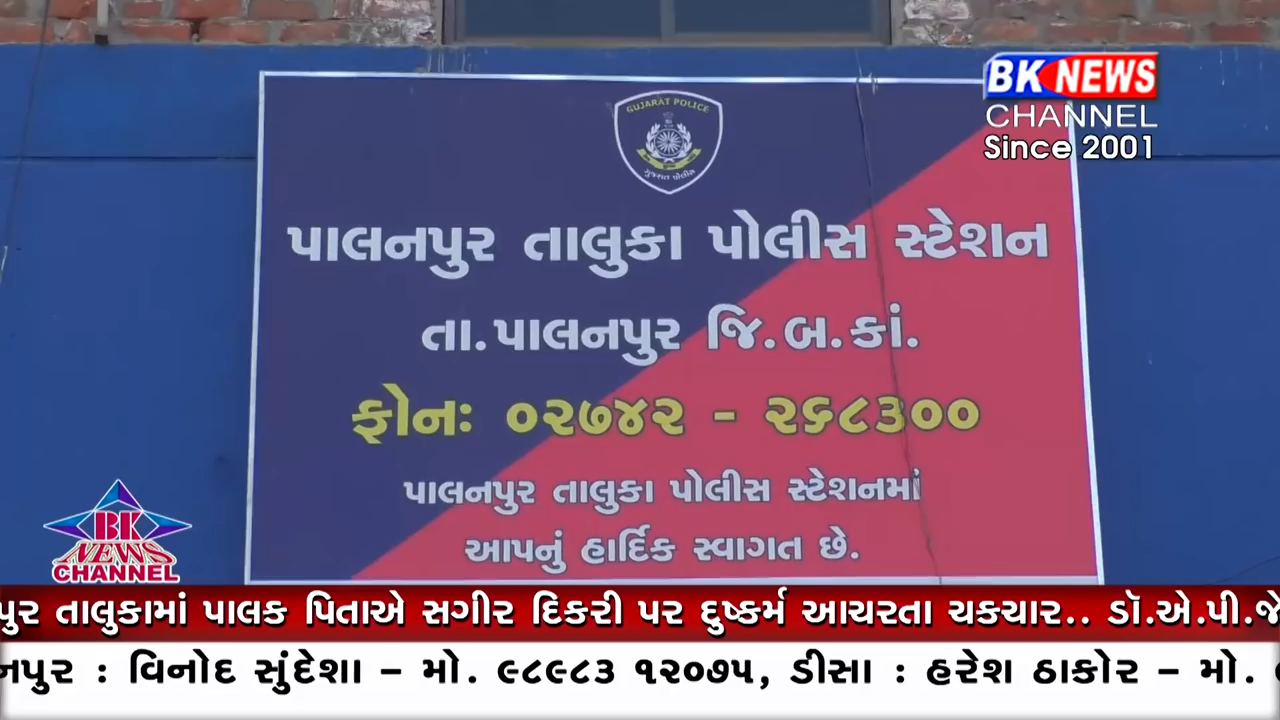 BK NEWS
CHANNEL
Since 2001
GUJARAT POLICE
ગુજરાત પોલીસ
પાલનપુર તાલુકા પોલીસ સ્ટેશન
તા.પાલનપુર જિ.બ.કાં.
ફોનઃ ૦૨૭૪૨ - ૨૬૮૩૦૦
પાલનપુર તાલુકા પોલીસ સ્ટેશનમાં
આપનું હાર્દિક સ્વાગત છે.
BK
NEWS
CHANNEL
પુર તાલુકામાં પાલક પિતાએ સગીર દિકરી પર દુષ્કર્મ આચરતા ચકચાર.. ડૉ.એ.પી.જે
નપુર : વિનોદ સુંદેશા – મો. ૯૮૯૮૩ ૧૨૦૭૫, ડીસા : હરેશ ઠાકોર – મો.